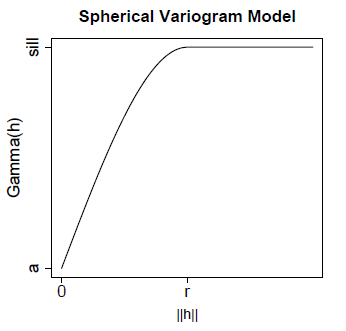 Spherical Variogram Model
sill
Gamma(h)
a
0 r
||h||